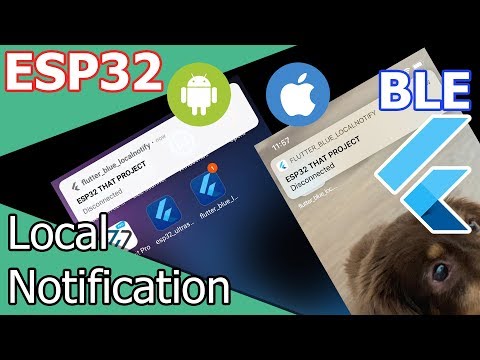 ESP32
BLE
flutter_blue_localnotify • now
ESP32 THAT PROJECT
Disconnected
esp32_ultras...
flutter_blue_l...
11:57
FLUTTER_BLUE_LOCALNOTIFY
ESP32 THAT PROJECT
Disconnected
Local
Notification